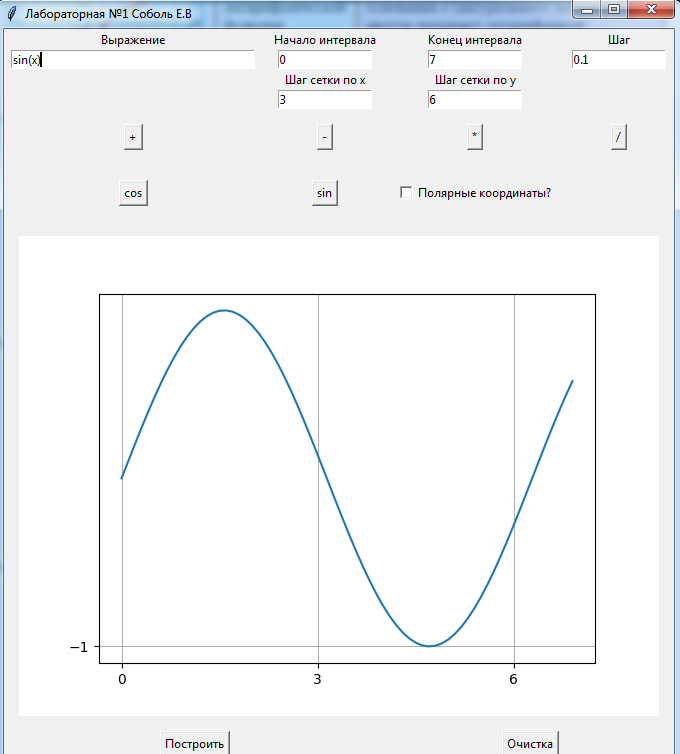 Лабораторная №1 Соболь Е.В
Выражение Начало интервала Конец интервала Шаг
sin(x) 0 7 0.1
Шаг сетки по x Шаг сетки по y
3 6
+ - * /
cos sin Полярные координаты?
-1
0 3 6
Построить Очистка